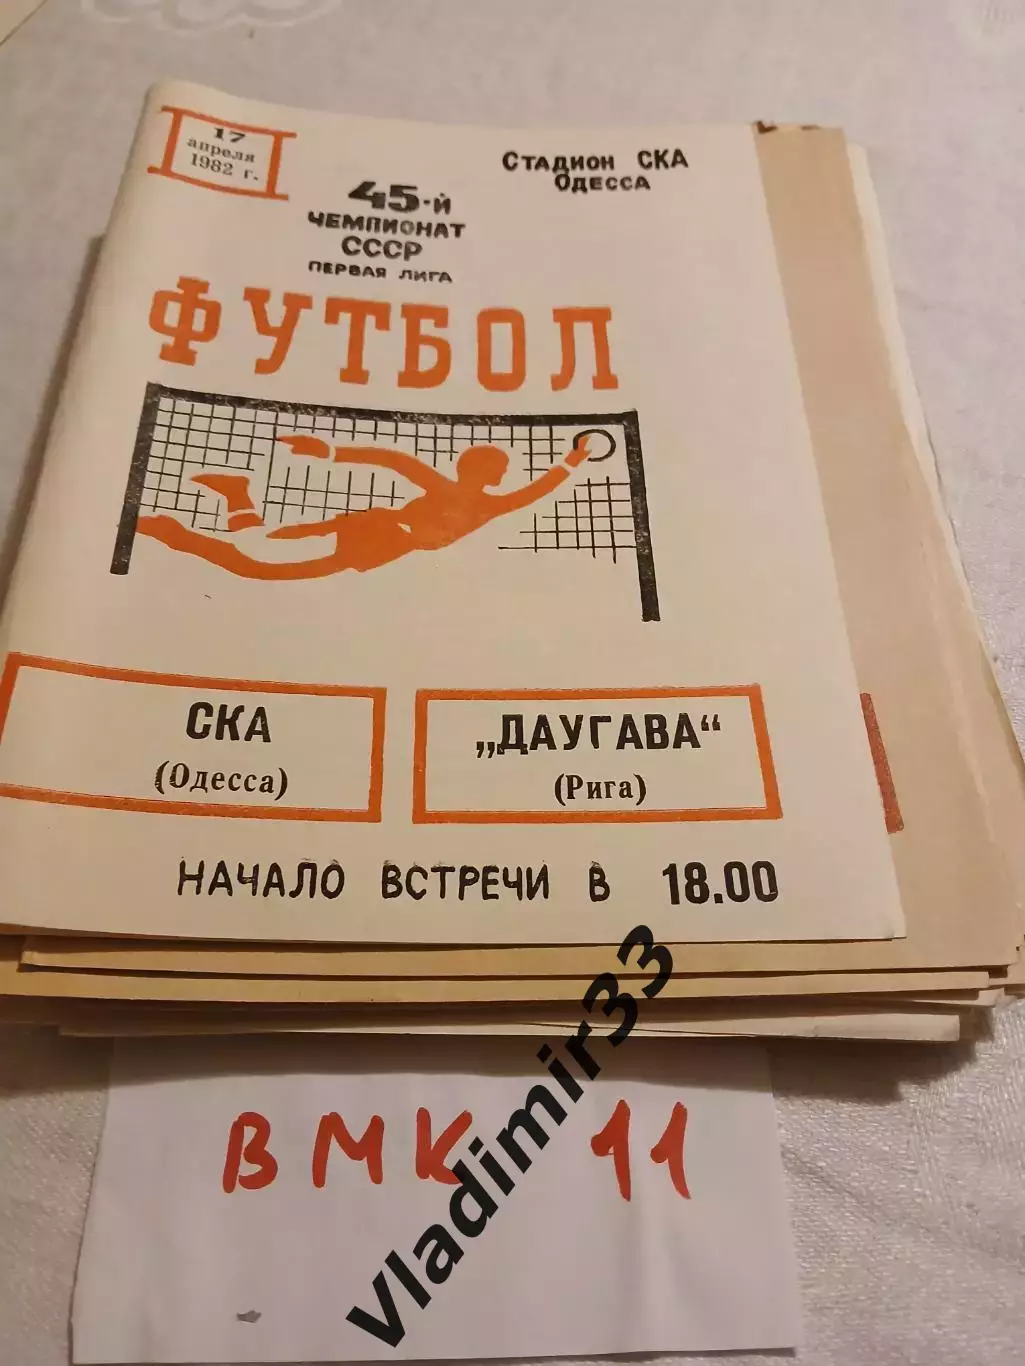 17
апреля
1982 г.
Стадион СКА
Одесса
45-й
ЧЕМПИОНАТ
СССР
ПЕРВАЯ ЛИГА
ФУТБОЛ
СКА
(Одесса)
„ДАУГАВА“
(Рига)
НАЧАЛО ВСТРЕЧИ В 18.00
ВМК 11
Vladimir33